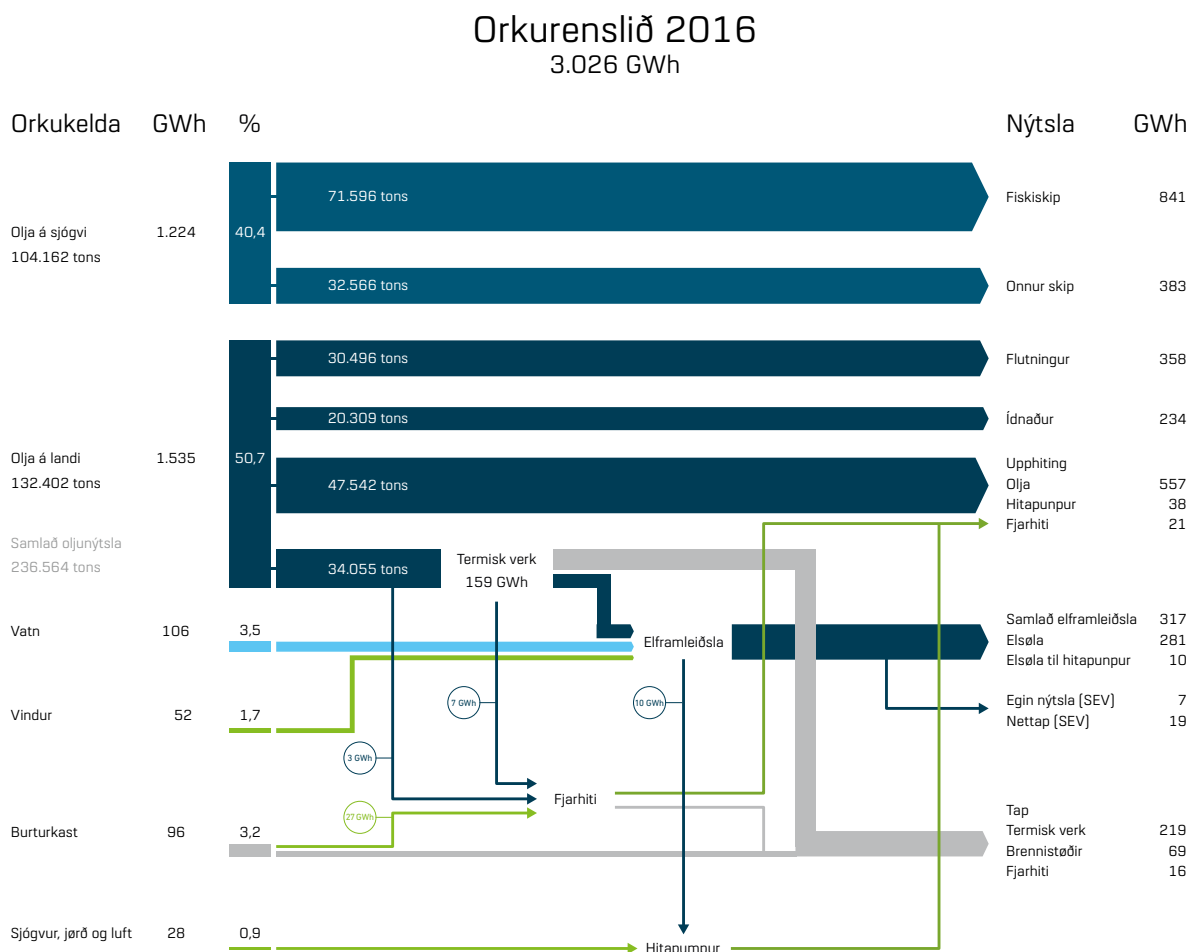 Orkurenslið 2016
3.026 GWh
Orkukelda GWh %
Nýtsla GWh
71.596 tons
Fiskiskip 841
Olja á sjógvi 1.224 40,4
104.162 tons
32.566 tons
Onnur skip 383
30.496 tons
Flutningur 358
20.309 tons
Ídnaður 234
Olja á landi 1.535 50,7
132.402 tons
47.542 tons
Upphiting
Olja 557
Hitapunpur 38
Fjarhiti 21
Samlað oljunýtsla
236.564 tons
34.055 tons
Termisk verk
159 GWh
Vatn 106 3,5
Elframleiðsla
Samlað elframleiðsla 317
Elsøla 281
Elsøla til hitapunpur 10
Egin nýtsla (SEV) 7
Nettap (SEV) 19
Vindur 52 1,7
7 GWh
10 GWh
3 GWh
Fjarhiti
27 GWh
Burturkast 96 3,2
Tap
Termisk verk 219
Brennistøðir 69
Fjarhiti 16
Sjógvur, jørð og luft 28 0,9
Hitapumpur